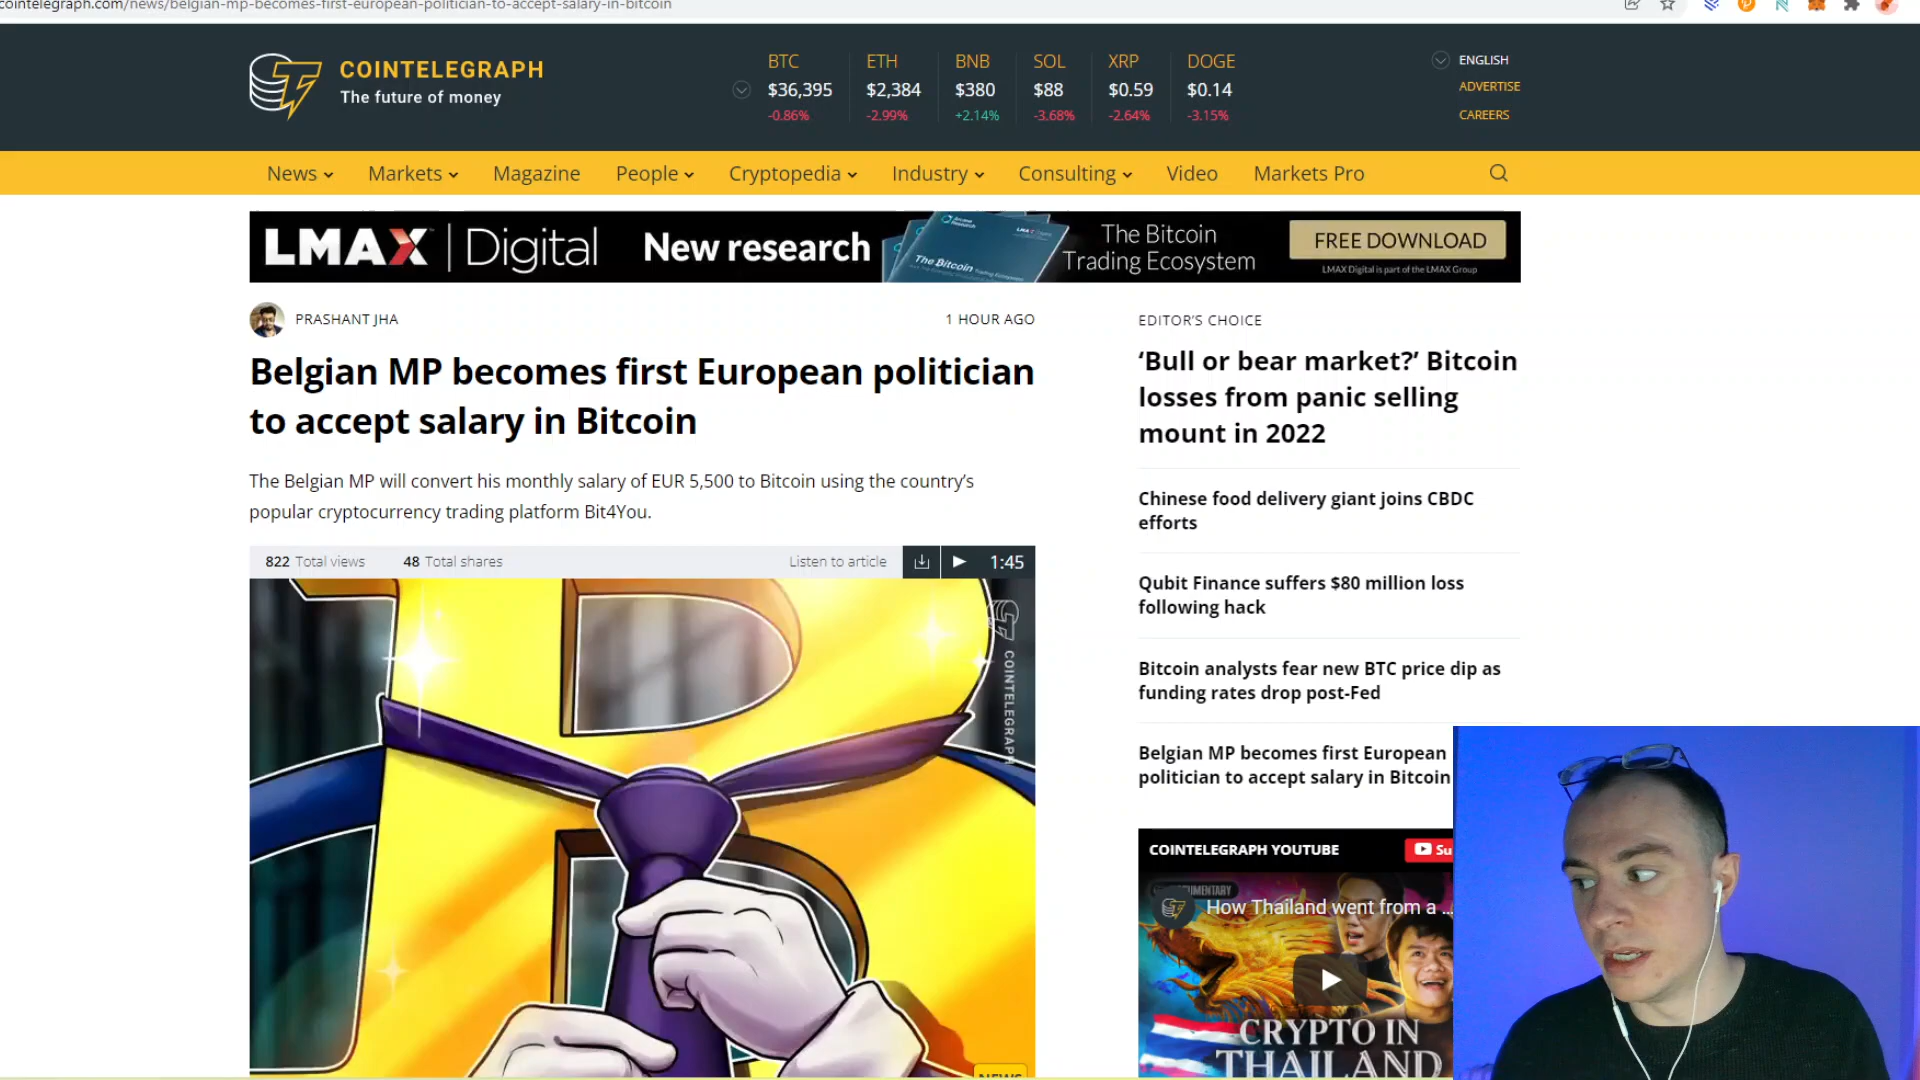 cointelegraph.com/news/belgian-mp-becomes-first-european-politician-to-accept-salary-in-bitcoin
COINTELEGRAPH
The future of money
BTC ETH BNB SOL XRP DOGE
$36,395 $2,384 $380 $88 $0.59 $0.14
-0.86% -2.99% +2.14% -3.68% -2.64% -3.15%
ENGLISH
ADVERTISE
CAREERS
News Markets Magazine People Cryptopedia Industry Consulting Video Markets Pro
LMAX Digital
New research
The Bitcoin
The Bitcoin
Trading Ecosystem
FREE DOWNLOAD
LMAX Digital is part of the LMAX Group
PRASHANT JHA
1 HOUR AGO
Belgian MP becomes first European politician
to accept salary in Bitcoin
The Belgian MP will convert his monthly salary of EUR 5,500 to Bitcoin using the country's
popular cryptocurrency trading platform Bit4You.
822 Total views 48 Total shares Listen to article 1:45
COINTELEGRAPH
NEWS
EDITOR'S CHOICE
‘Bull or bear market?’ Bitcoin
losses from panic selling
mount in 2022
Chinese food delivery giant joins CBDC
efforts
Qubit Finance suffers $80 million loss
following hack
Bitcoin analysts fear new BTC price dip as
funding rates drop post-Fed
Belgian MP becomes first European
politician to accept salary in Bitcoin
COINTELEGRAPH YOUTUBE
Su
How Thailand went from a ...
CRYPTO IN
THAILAND